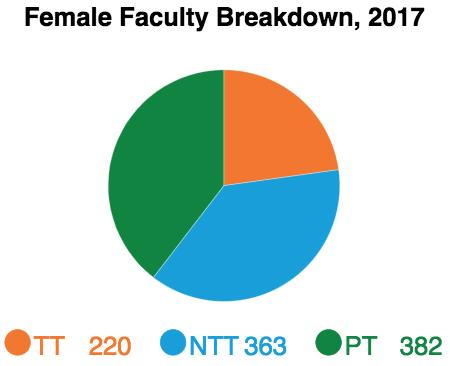 Female Faculty Breakdown, 2017
TT 220 NTT 363 PT 382